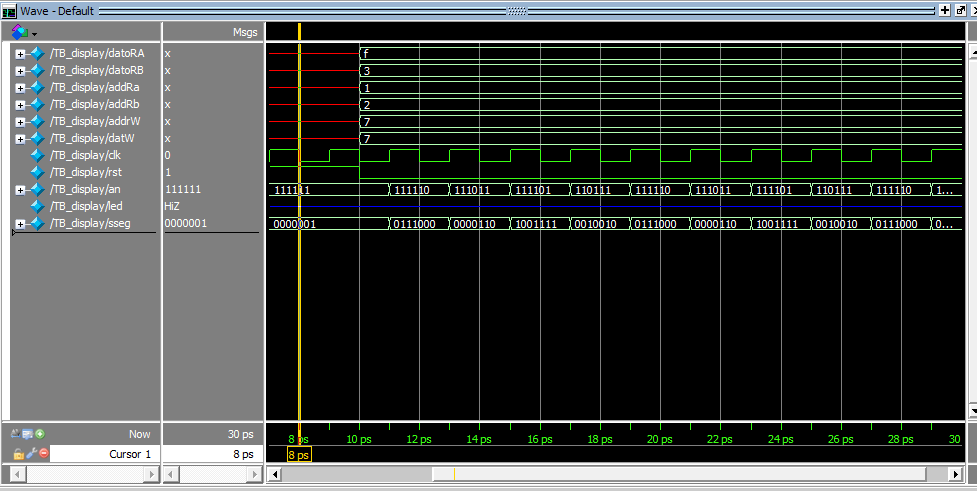 Wave - Default
Msgs
/TB_display/datoRA x f
/TB_display/datoRB x 3
/TB_display/addRa x 1
/TB_display/addRb x 2
/TB_display/addrW x 7
/TB_display/datW x 7
/TB_display/clk 0
/TB_display/rst 1
/TB_display/an 111111 111111 111110 111011 111101 110111 111110 111011 111101 110111 111110 1...
/TB_display/led HiZ
/TB_display/sseg 0000001 0000001 0111000 0000110 1001111 0010010 0111000 0000110 1001111 0010010 0111000 0...
Now 30 ps 8 ps 10 ps 12 ps 14 ps 16 ps 18 ps 20 ps 22 ps 24 ps 26 ps 28 ps 30
Cursor 1 8 ps 8 ps